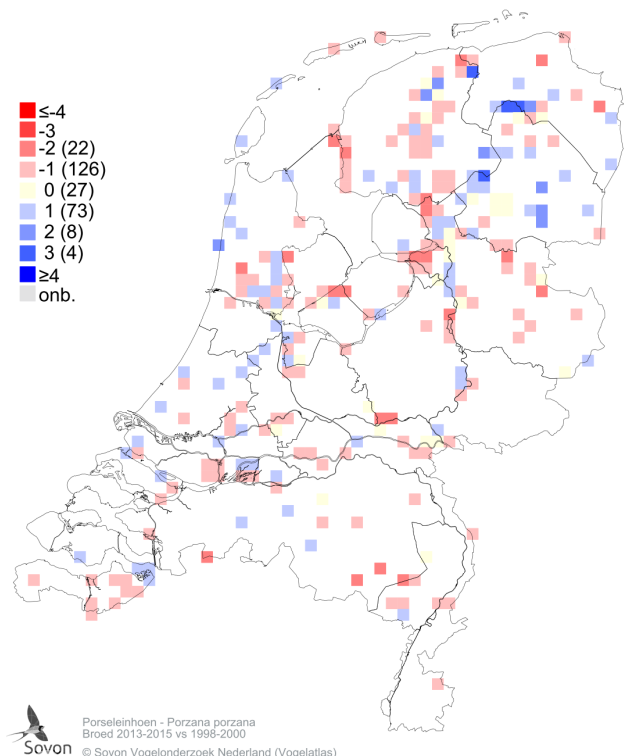 ≤-4
-3
-2 (22)
-1 (126)
0 (27)
1 (73)
2 (8)
3 (4)
≥4
onb.
Sovon
Porseleinhoen - Porzana porzana
Broed 2013-2015 vs 1998-2000
© Sovon Vogelonderzoek Nederland (Vogelatlas)